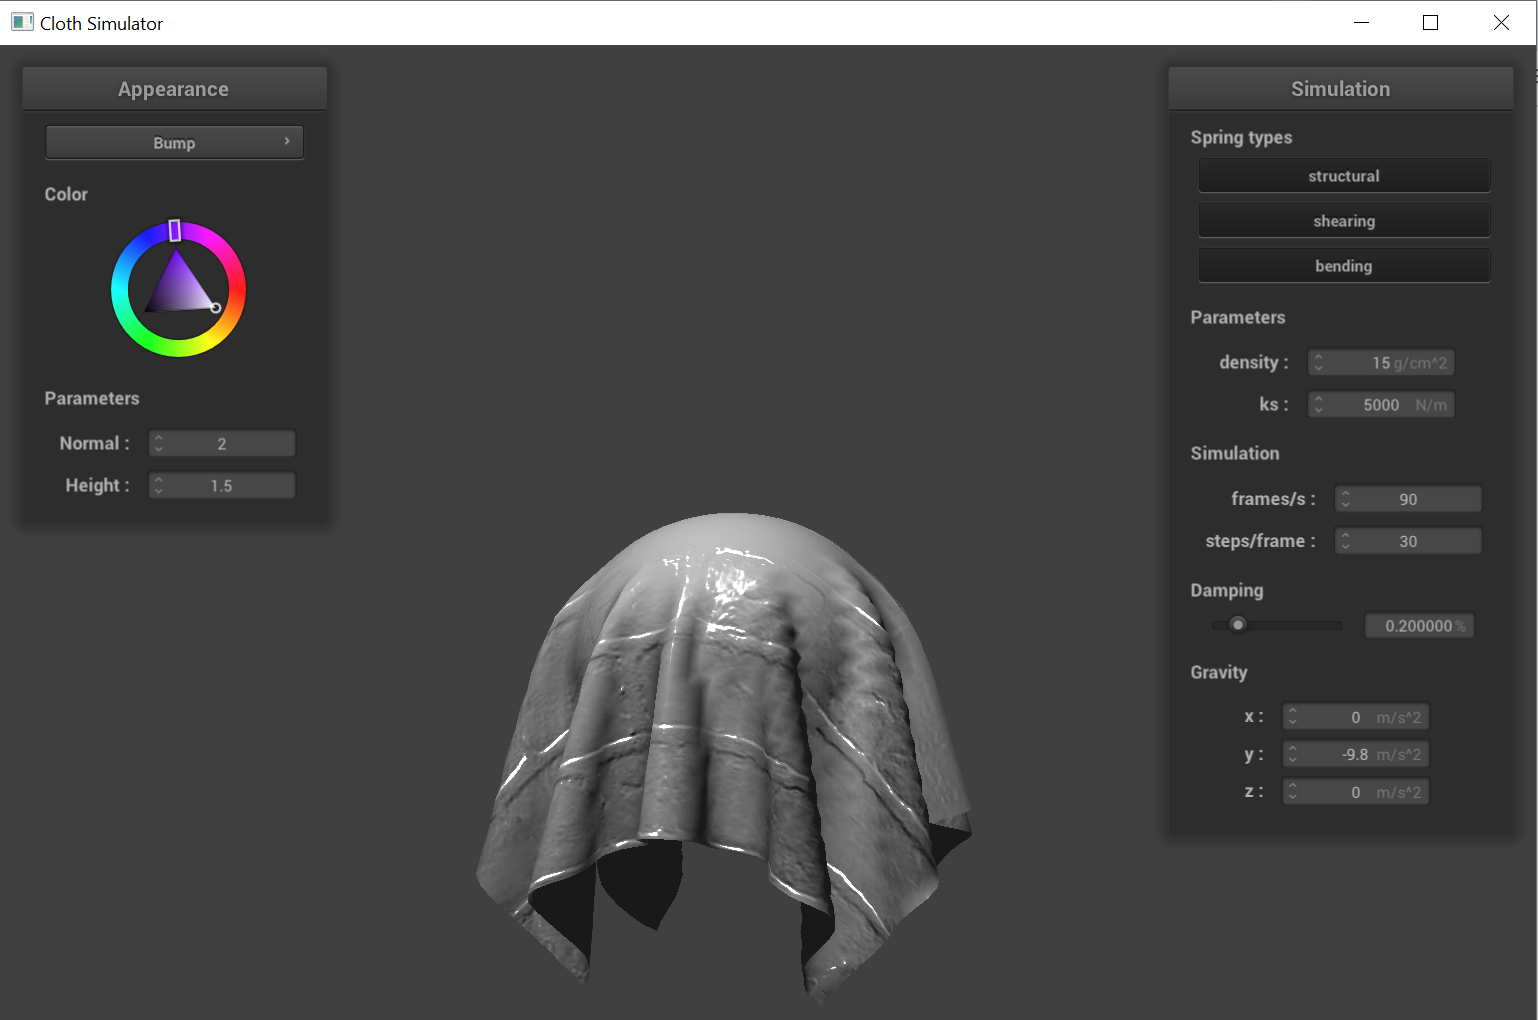 Cloth Simulator
Appearance
Bump
Color
Parameters
Normal : 2
Height : 1.5
Simulation
Spring types
structural
shearing
bending
Parameters
density : 15 g/cm^2
ks : 5000 N/m
Simulation
frames/s : 90
steps/frame : 30
Damping
0.200000 %
Gravity
x : 0 m/s^2
y : -9.8 m/s^2
z : 0 m/s^2